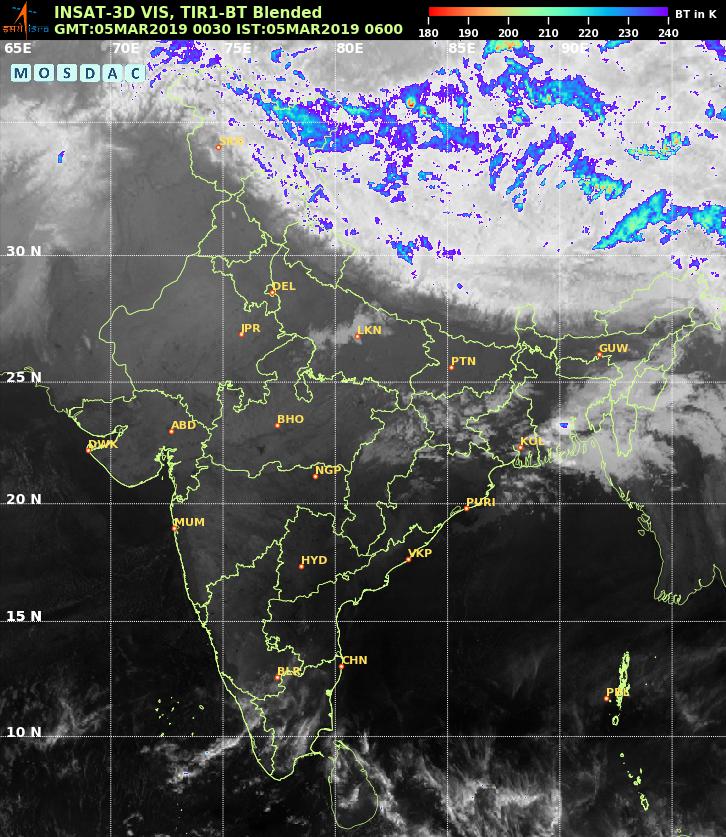 INSAT-3D VIS, TIR1-BT Blended
GMT:05MAR2019 0030 IST:05MAR2019 0600
BT in K
180 190 200 210 220 230 240
65E 70E 75E 80E 85E 90E
MOSDAC
SRN
30 N
DEL
JPR
LKN
GUW
PTN
25 N
BHO
ABD
DWK
KOL
NGP
20 N
PURI
MUM
VKP
HYD
15 N
CHN
BLR
PBL
10 N